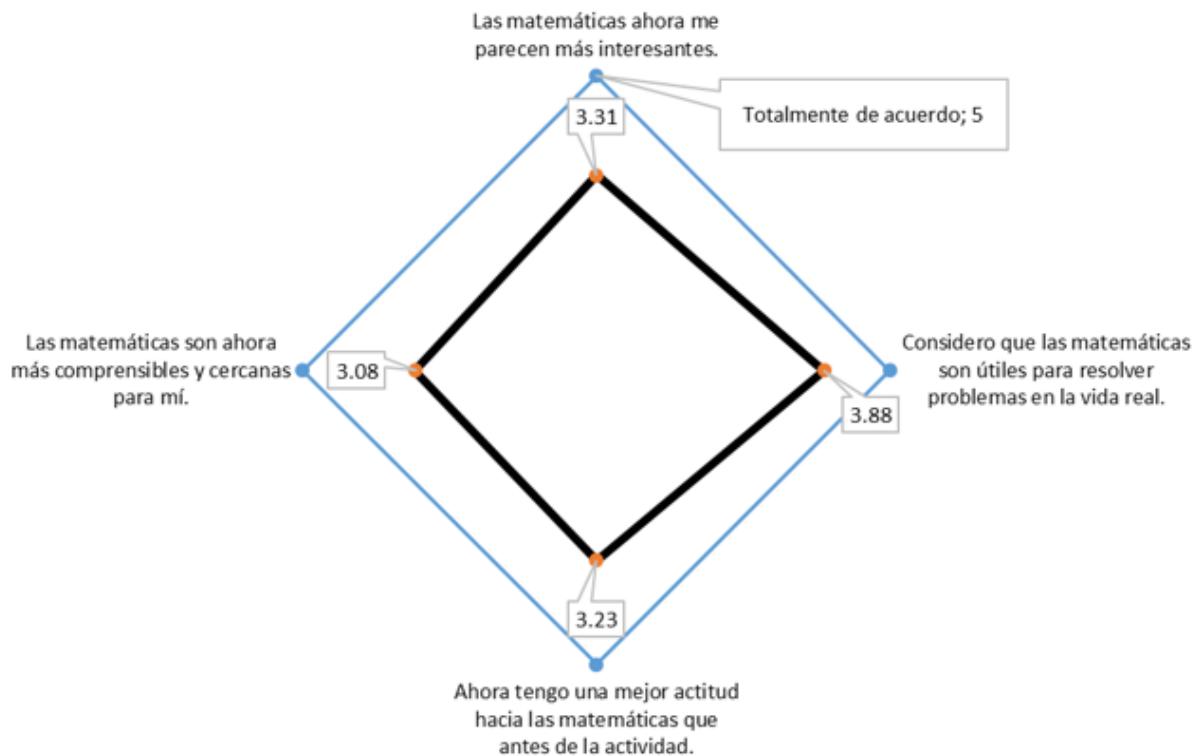 Las matemáticas ahora me
parecen más interesantes.
3.31
Totalmente de acuerdo; 5
Las matemáticas son ahora
más comprensibles y cercanas
para mí.
3.08
Considero que las matemáticas
son útiles para resolver
problemas en la vida real.
3.88
3.23
Ahora tengo una mejor actitud
hacia las matemáticas que
antes de la actividad.